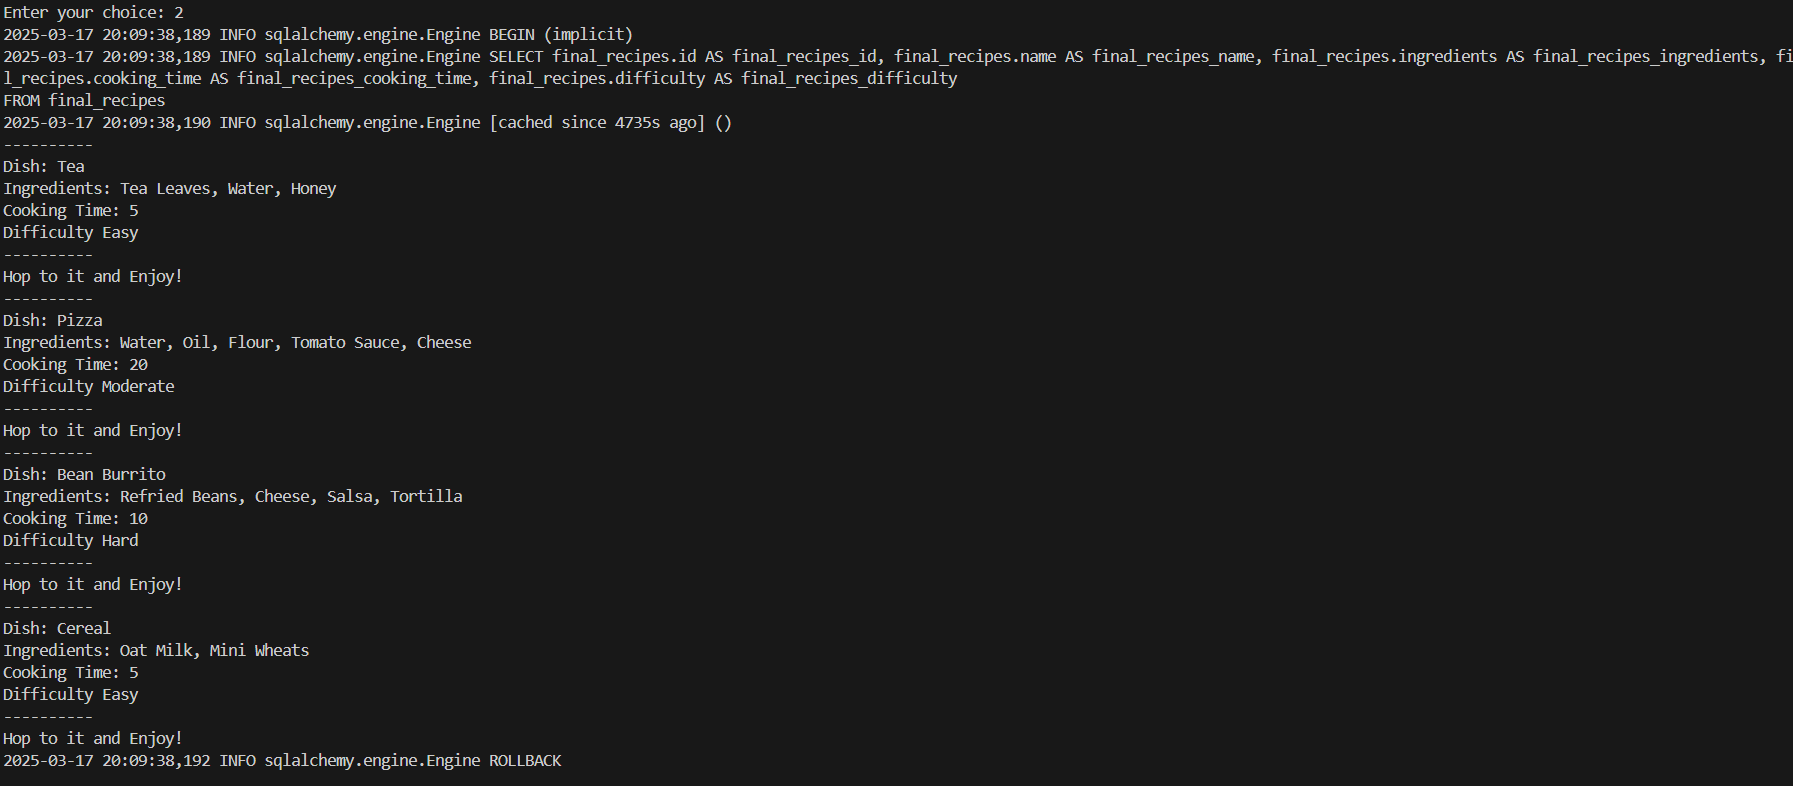 Enter your choice: 2
2025-03-17 20:09:38,189 INFO sqlalchemy.engine.Engine BEGIN (implicit)
2025-03-17 20:09:38,189 INFO sqlalchemy.engine.Engine SELECT final_recipes.id AS final_recipes_id, final_recipes.name AS final_recipes_name, final_recipes.ingredients AS final_recipes_ingredients, fi
l_recipes.cooking_time AS final_recipes_cooking_time, final_recipes.difficulty AS final_recipes_difficulty
FROM final_recipes
2025-03-17 20:09:38,190 INFO sqlalchemy.engine.Engine [cached since 4735s ago] ()
----------
Dish: Tea
Ingredients: Tea Leaves, Water, Honey
Cooking Time: 5
Difficulty Easy
----------
Hop to it and Enjoy!
----------
Dish: Pizza
Ingredients: Water, Oil, Flour, Tomato Sauce, Cheese
Cooking Time: 20
Difficulty Moderate
----------
Hop to it and Enjoy!
----------
Dish: Bean Burrito
Ingredients: Refried Beans, Cheese, Salsa, Tortilla
Cooking Time: 10
Difficulty Hard
----------
Hop to it and Enjoy!
----------
Dish: Cereal
Ingredients: Oat Milk, Mini Wheats
Cooking Time: 5
Difficulty Easy
----------
Hop to it and Enjoy!
2025-03-17 20:09:38,192 INFO sqlalchemy.engine.Engine ROLLBACK